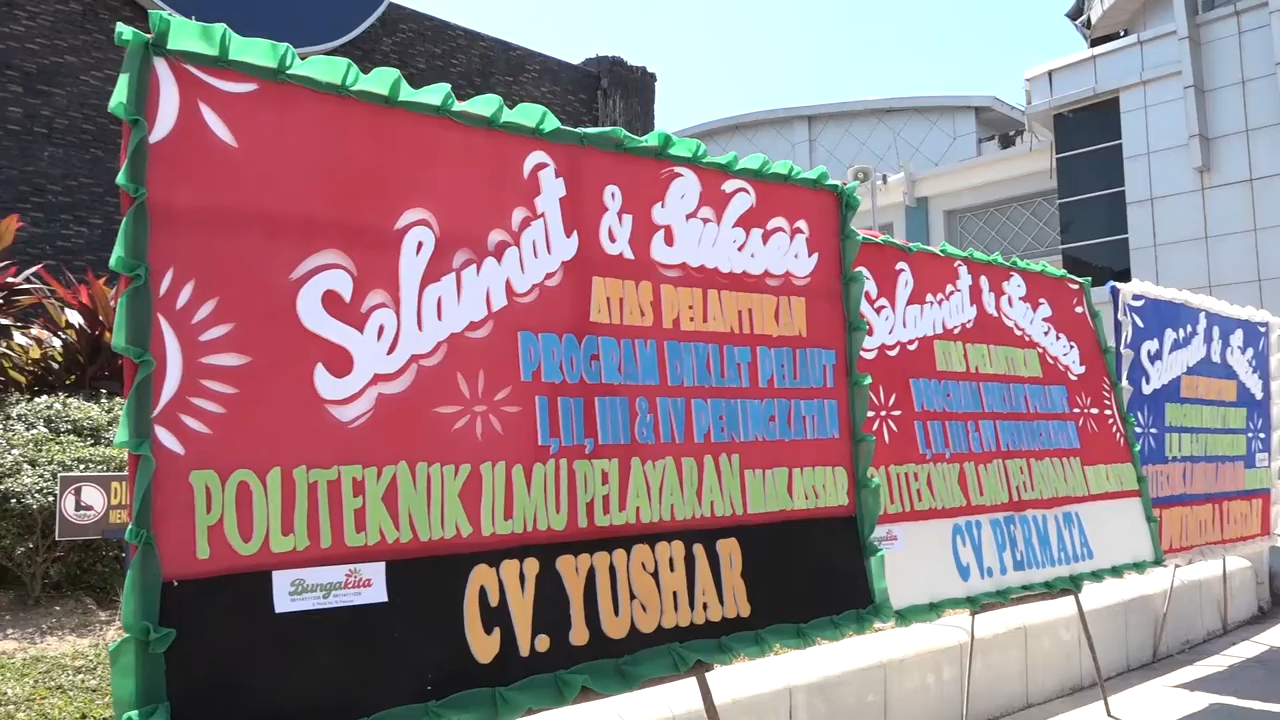 Selamat & Sukses
ATAS PELANTIKAN
PROGRAM DIKLAT PELAUT
I, II, III & IV PENINGKATAN
POLITEKNIK ILMU PELAYARAN MAKASSAR
CV. YUSHAR
Bungakita
Selamat & Sukses
ATAS PELANTIKAN
PROGRAM DIKLAT PELAUT
I, II, III & IV PENINGKATAN
POLITEKNIK ILMU PELAYARAN MAKASSAR
CV. PERMATA
Selamat & Sukses